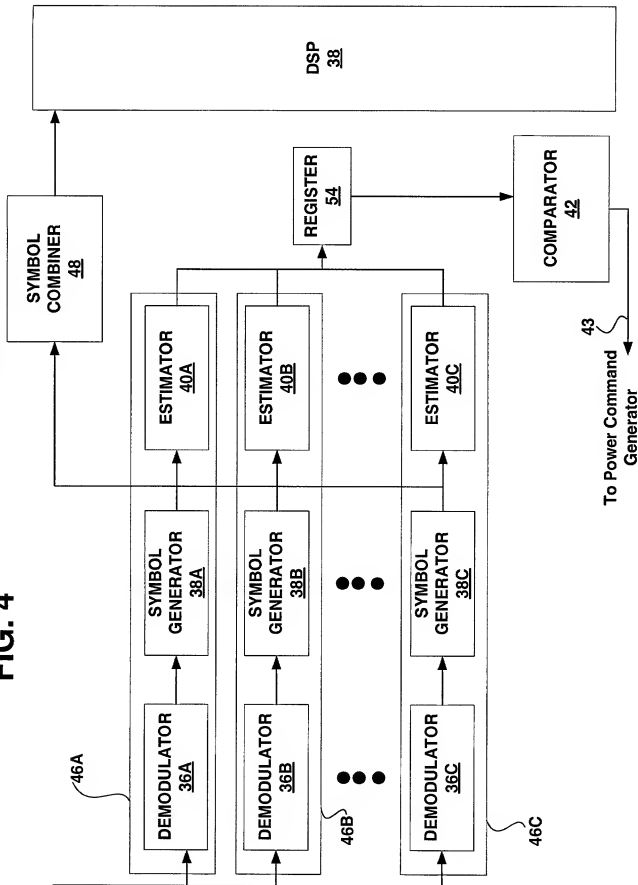 FIG. 4
46A
DEMODULATOR
36A
SYMBOL
GENERATOR
38A
ESTIMATOR
40A
SYMBOL
COMBINER
48
DSP
38
DEMODULATOR
36B
SYMBOL
GENERATOR
38B
ESTIMATOR
40B
46B
REGISTER
54
DEMODULATOR
36C
SYMBOL
GENERATOR
38C
ESTIMATOR
40C
46C
COMPARATOR
42
43
To Power Command
Generator